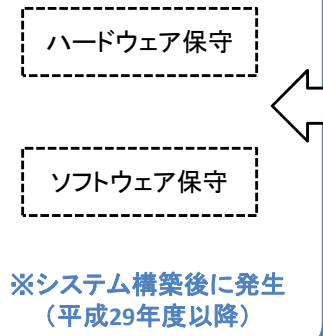 ハードウェア保守
ソフトウェア保守
※システム構築後に発生
（平成29年度以降）